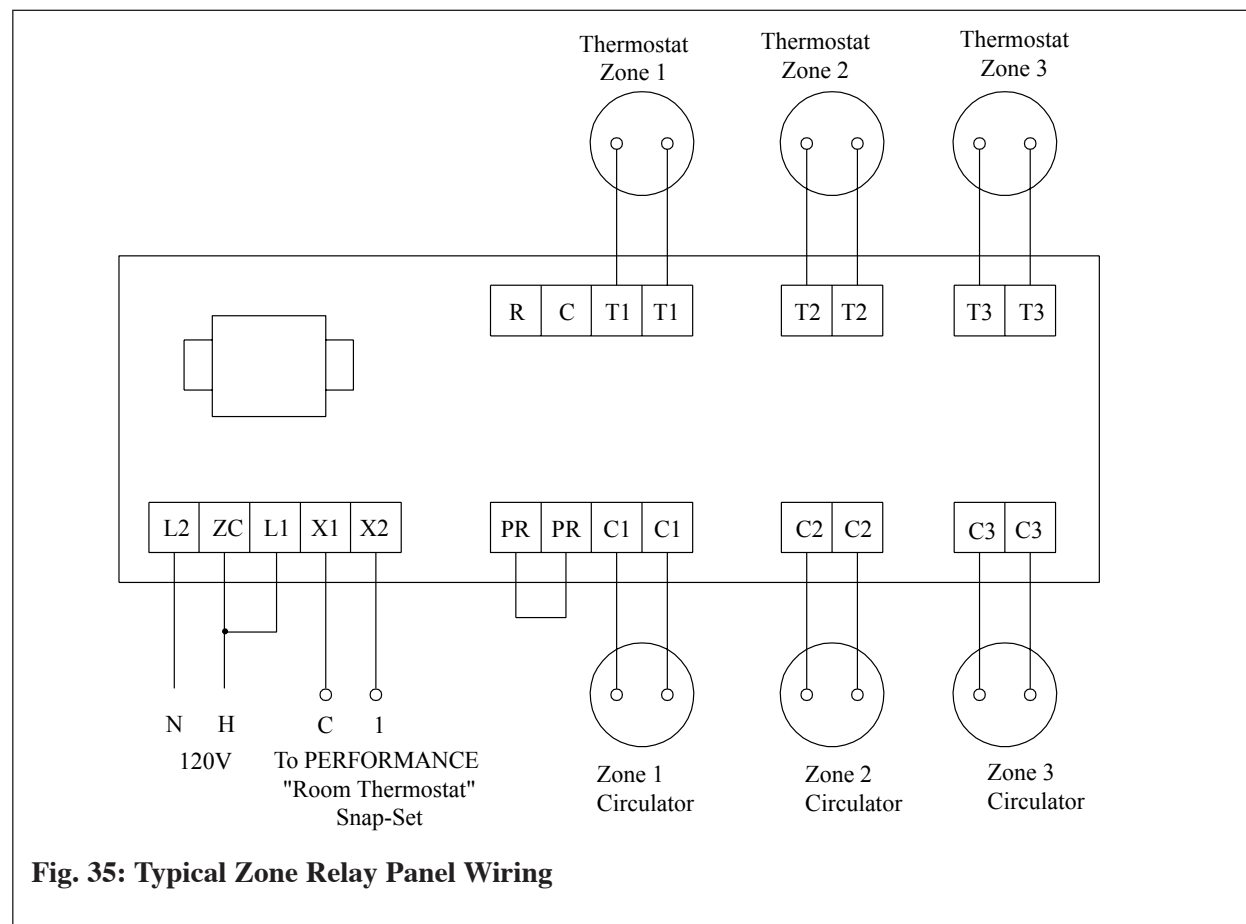 Thermostat Zone 1
Thermostat Zone 2
Thermostat Zone 3
R C T1 T1 T2 T2 T3 T3
L2 ZC L1 X1 X2 PR PR C1 C1 C2 C2 C3 C3
N H C 1
120V
To PERFORMANCE
"Room Thermostat"
Snap-Set
Zone 1
Circulator
Zone 2
Circulator
Zone 3
Circulator
Fig. 35: Typical Zone Relay Panel Wiring